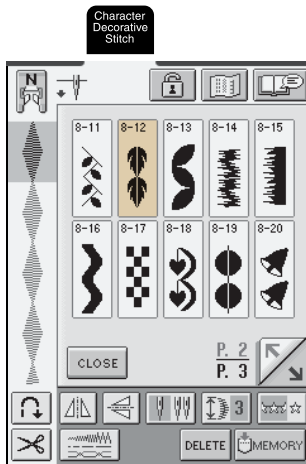 Character
Decorative
Stitch
N
8-11 8-12 8-13 8-14 8-15
8-16 8-17 8-18 8-19 8-20
CLOSE
P. 2
P. 3
3
DELETE MEMORY